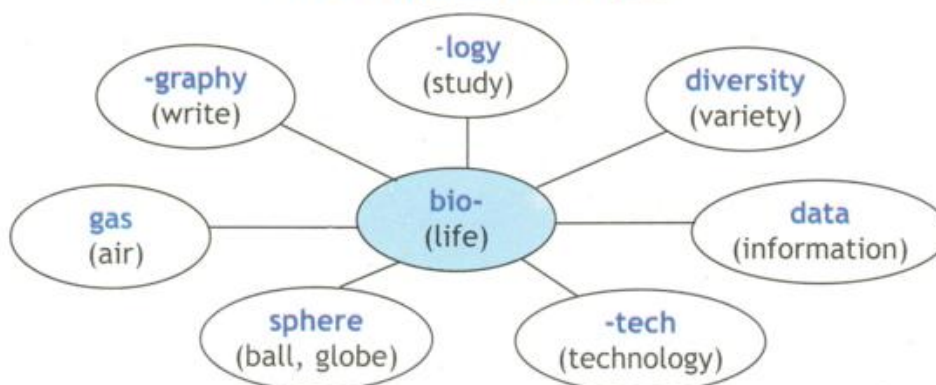 -logy
(study)
-graphy
(write)
diversity
(variety)
bio-
(life)
gas
(air)
data
(information)
sphere
(ball, globe)
-tech
(technology)